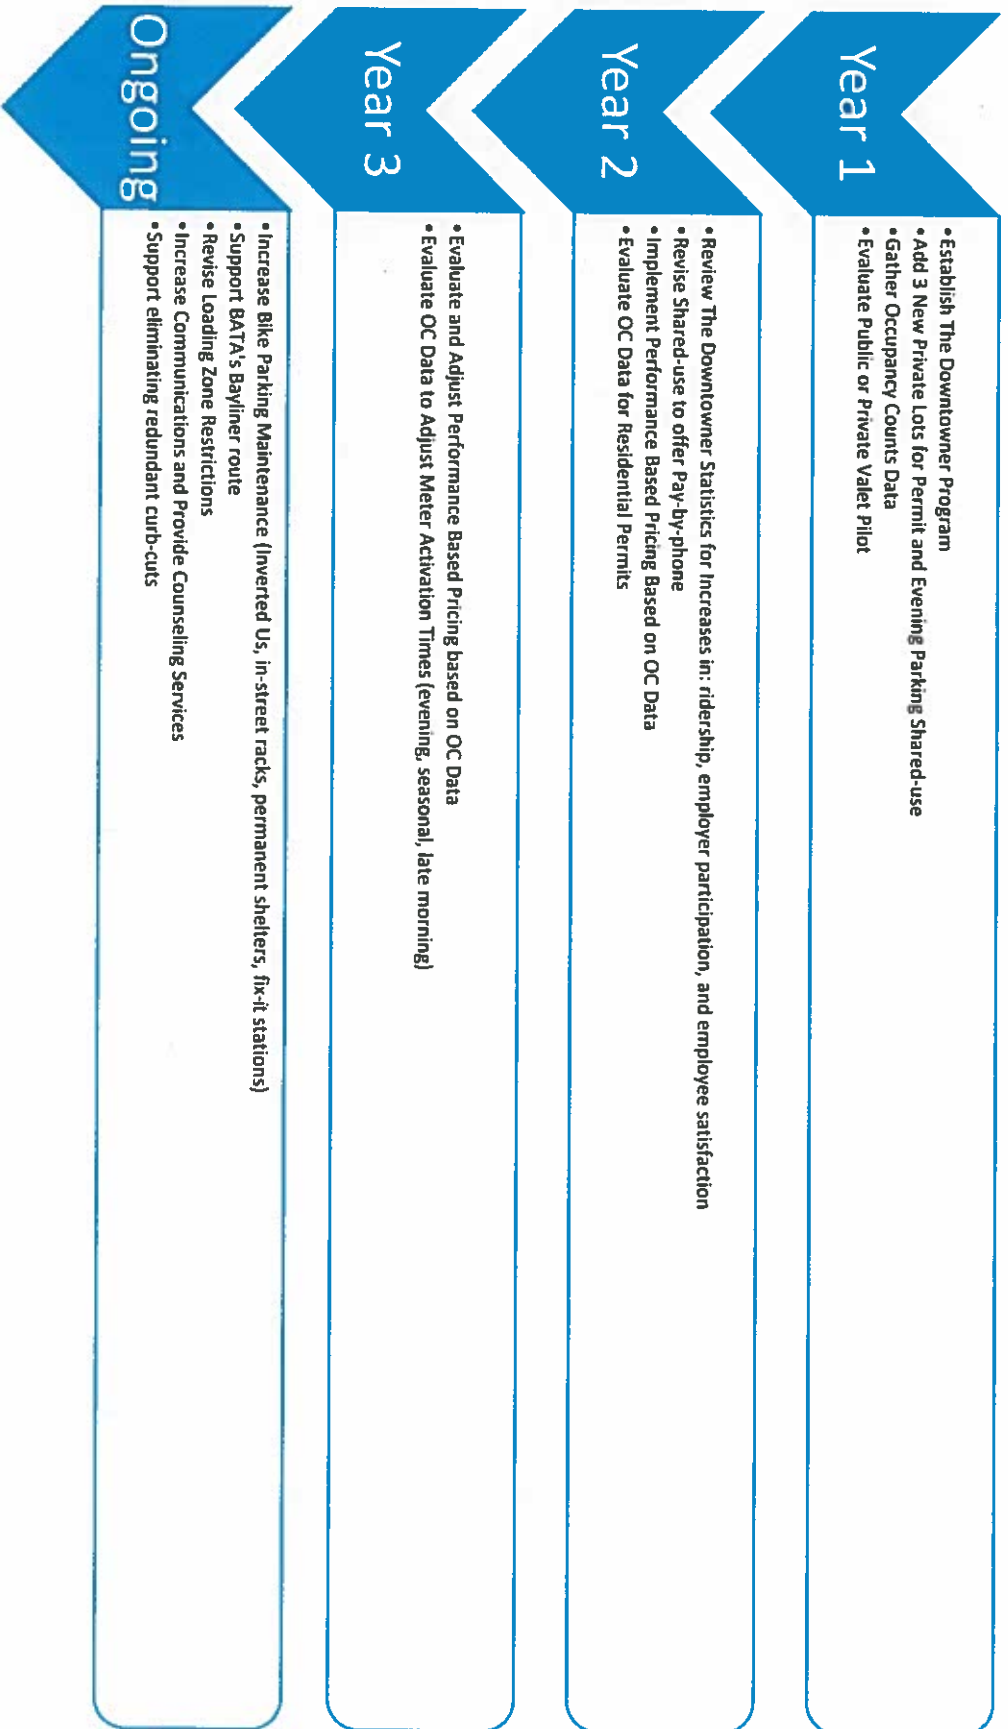 Year 1
• Establish The Downtowner Program
• Add 3 New Private Lots for Permit and Evening Parking Shared-use
• Gather Occupancy Counts Data
• Evaluate Public or Private Valet Pilot
Year 2
• Review The Downtowner Statistics for Increases in: ridership, employer participation, and employee satisfaction
• Revise Shared-use to offer Pay-by-phone
• Implement Performance Based Pricing Based on OC Data
• Evaluate OC Data for Residential Permits
Year 3
• Evaluate and Adjust Performance Based Pricing based on OC Data
• Evaluate OC Data to Adjust Meter Activation Times (evening, seasonal, late morning)
Ongoing
• Increase Bike Parking Maintenance (Inverted Us, in-street racks, permanent shelters, fix-it stations)
• Support BATA's Bayliner route
• Revise Loading Zone Restrictions
• Increase Communications and Provide Counseling Services
• Support eliminating redundant curb-cuts